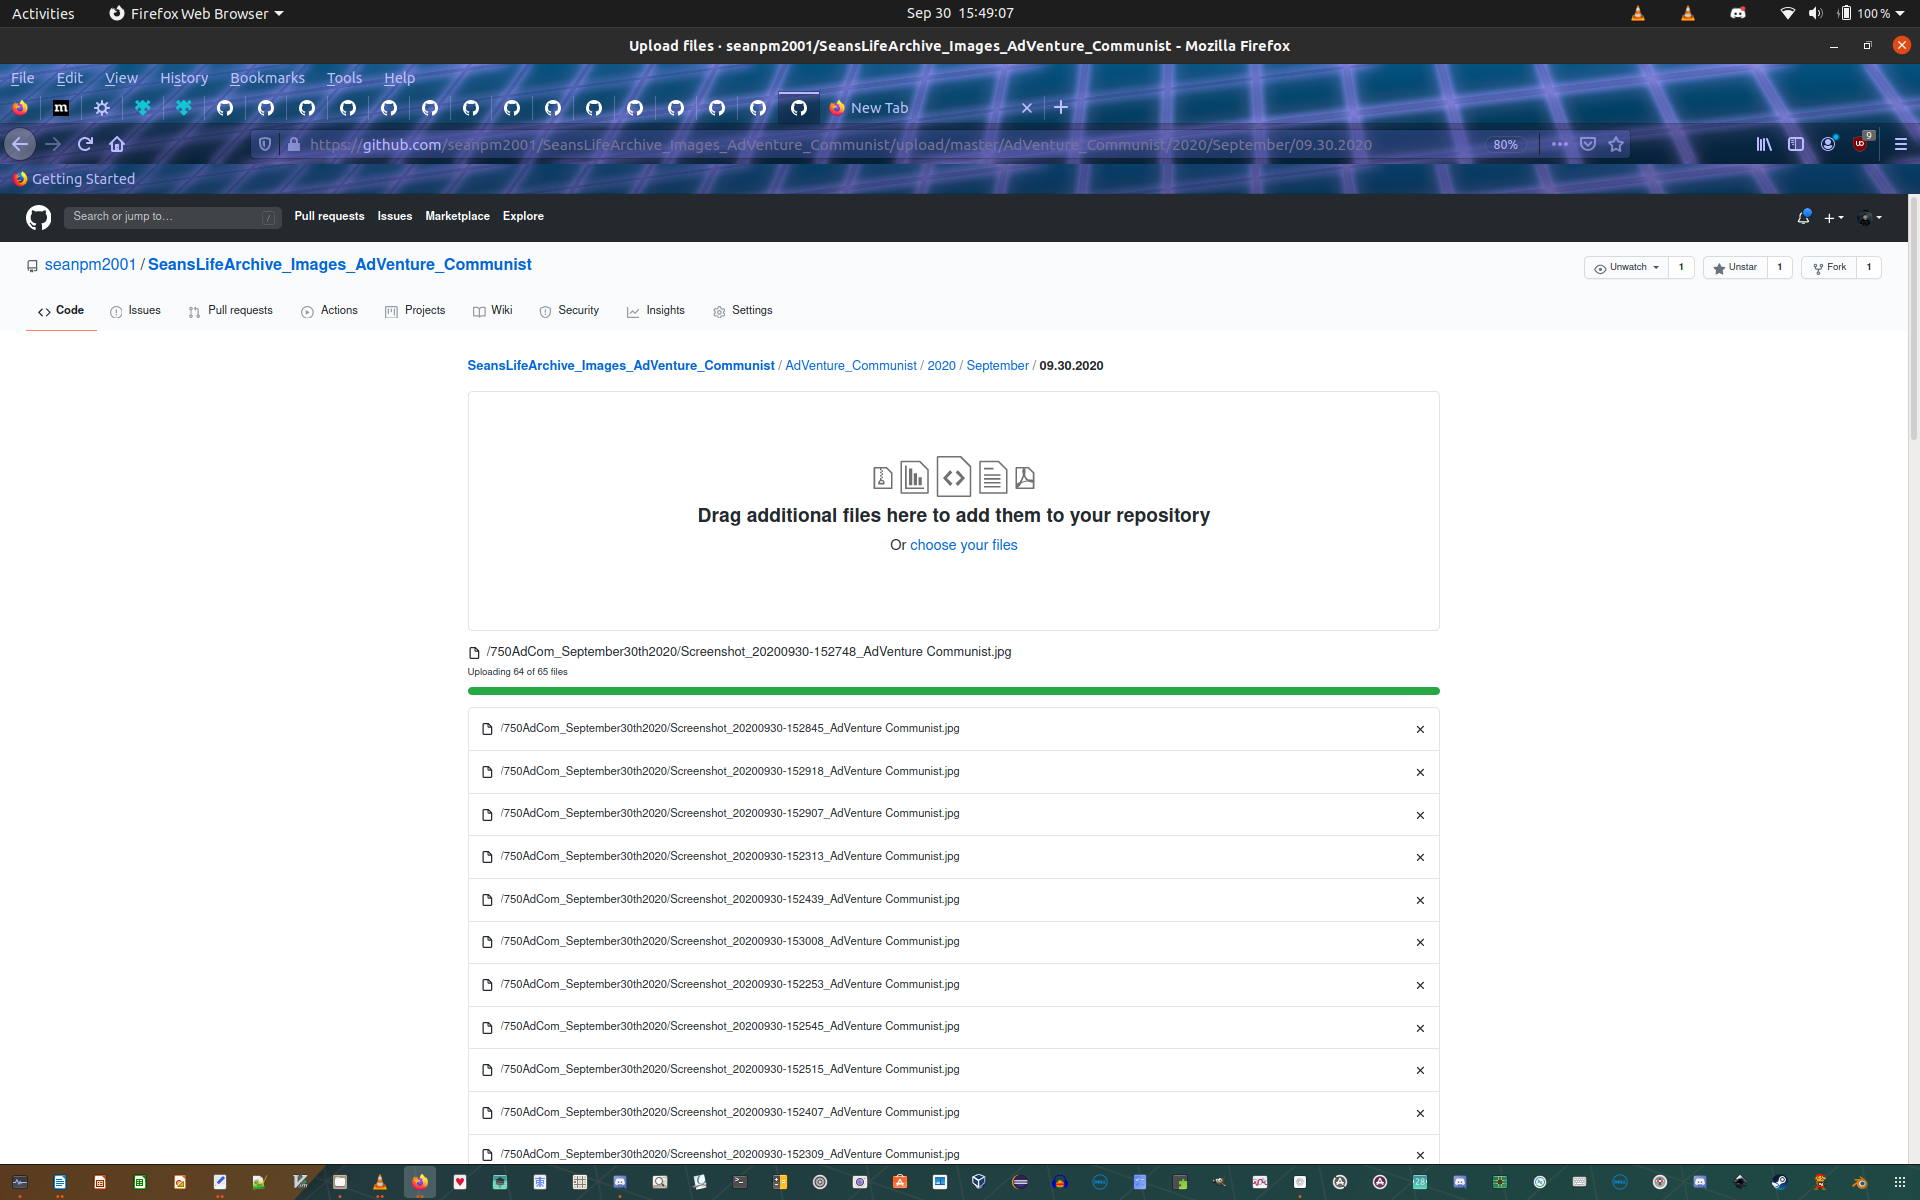 Activities Firefox Web Browser Sep 30 15:49:07 100 %
Upload files · seanpm2001/SeansLifeArchive_Images_AdVenture_Communist - Mozilla Firefox
File Edit View History Bookmarks Tools Help
m New Tab
https://github.com/seanpm2001/SeansLifeArchive_Images_AdVenture_Communist/upload/master/AdVenture_Communist/2020/September/09.30.2020 80% 9
Getting Started
Search or jump to… / Pull requests Issues Marketplace Explore
seanpm2001 / SeansLifeArchive_Images_AdVenture_Communist Unwatch 1 Unstar 1 Fork 1
Code Issues Pull requests Actions Projects Wiki Security Insights Settings
SeansLifeArchive_Images_AdVenture_Communist / AdVenture_Communist / 2020 / September / 09.30.2020
Drag additional files here to add them to your repository
Or choose your files
/750AdCom_September30th2020/Screenshot_20200930-152748_AdVenture Communist.jpg
Uploading 64 of 65 files
/750AdCom_September30th2020/Screenshot_20200930-152845_AdVenture Communist.jpg
/750AdCom_September30th2020/Screenshot_20200930-152918_AdVenture Communist.jpg
/750AdCom_September30th2020/Screenshot_20200930-152907_AdVenture Communist.jpg
/750AdCom_September30th2020/Screenshot_20200930-152313_AdVenture Communist.jpg
/750AdCom_September30th2020/Screenshot_20200930-152439_AdVenture Communist.jpg
/750AdCom_September30th2020/Screenshot_20200930-153008_AdVenture Communist.jpg
/750AdCom_September30th2020/Screenshot_20200930-152253_AdVenture Communist.jpg
/750AdCom_September30th2020/Screenshot_20200930-152545_AdVenture Communist.jpg
/750AdCom_September30th2020/Screenshot_20200930-152515_AdVenture Communist.jpg
/750AdCom_September30th2020/Screenshot_20200930-152407_AdVenture Communist.jpg
/750AdCom_September30th2020/Screenshot_20200930-152309_AdVenture Communist.jpg